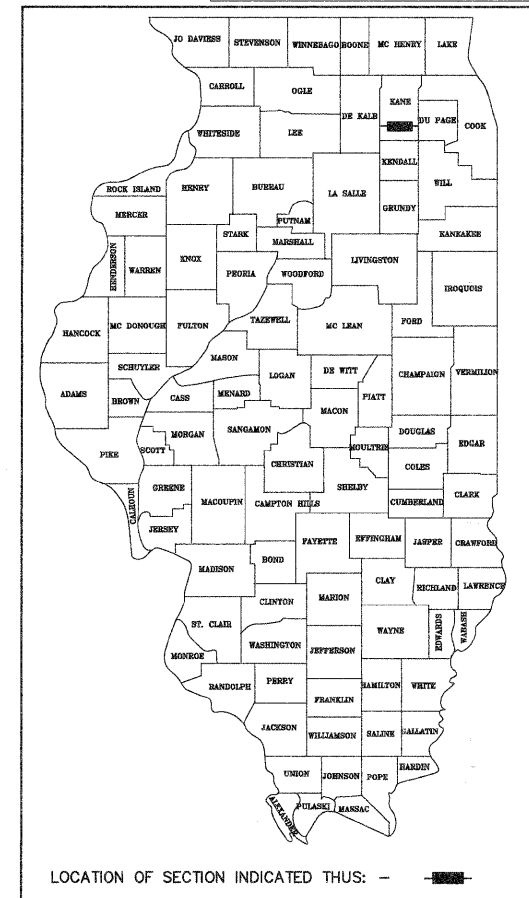 JO DAVIESS STEVENSON WINNEBAGO BOONE MC HENRY LAKE
CARROLL OGLE DE KALB KANE DU PAGE COOK
WHITESIDE LEE
KENDALL WILL
ROCK ISLAND HENRY BUREAU LA SALLE GRUNDY
MERCER PUTNAM KANKAKEE
HENDERSON WARREN KNOX STARK MARSHALL LIVINGSTON
PEORIA WOODFORD IROQUOIS
HANCOCK MC DONOUGH FULTON TAZEWELL MC LEAN FORD
SCHUYLER MASON LOGAN DE WITT CHAMPAIGN VERMILION
ADAMS BROWN CASS MENARD MACON PIATT
PIKE SCOTT MORGAN SANGAMON MOULTRIE DOUGLAS EDGAR
CHRISTIAN COLES
CALHOUN GREENE MACOUPIN CAMPTON HILLS SHELBY CUMBERLAND CLARK
JERSEY FAYETTE EFFINGHAM JASPER CRAWFORD
MADISON BOND CLAY
CLINTON MARION RICHLAND LAWRENCE
ST. CLAIR WAYNE EDWARDS WABASH
MONROE WASHINGTON JEFFERSON
RANDOLPH PERRY HAMILTON WHITE
FRANKLIN
JACKSON WILLIAMSON SALINE GALLATIN
UNION JOHNSON POPE HARDIN
ALEXANDER PULASKI MASSAC
LOCATION OF SECTION INDICATED THUS: –